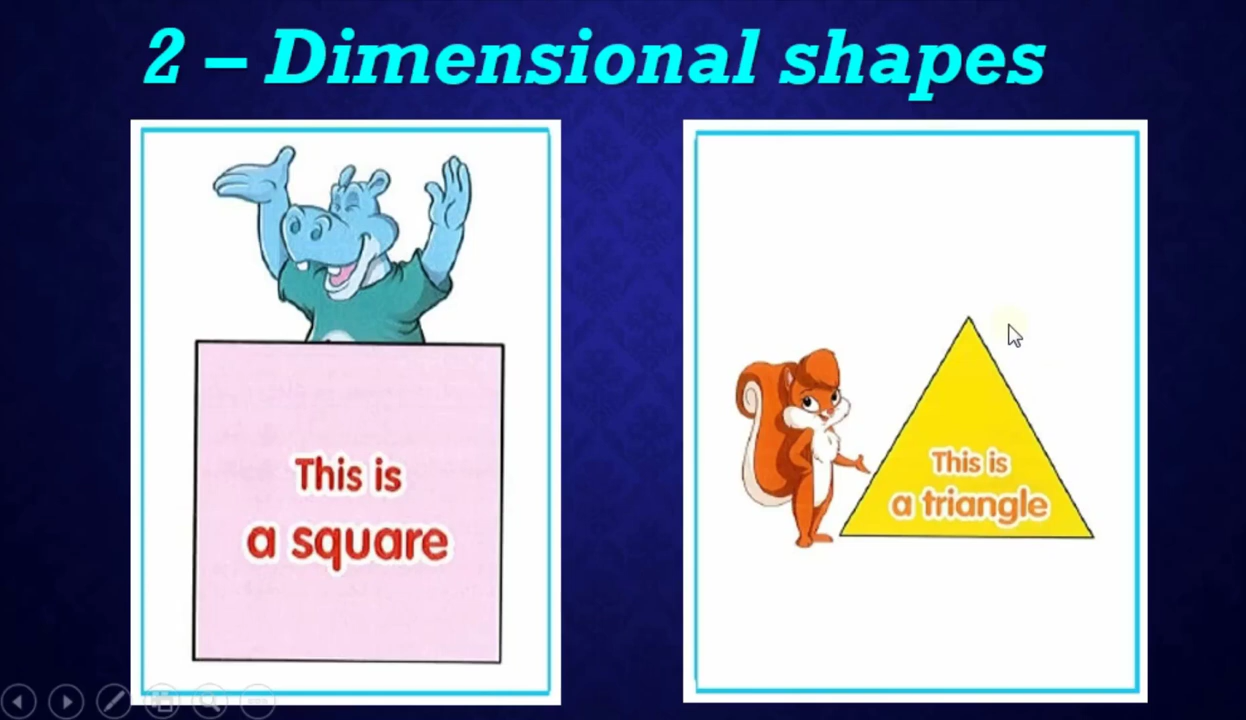 2 – Dimensional shapes
This is
a square
This is
a triangle